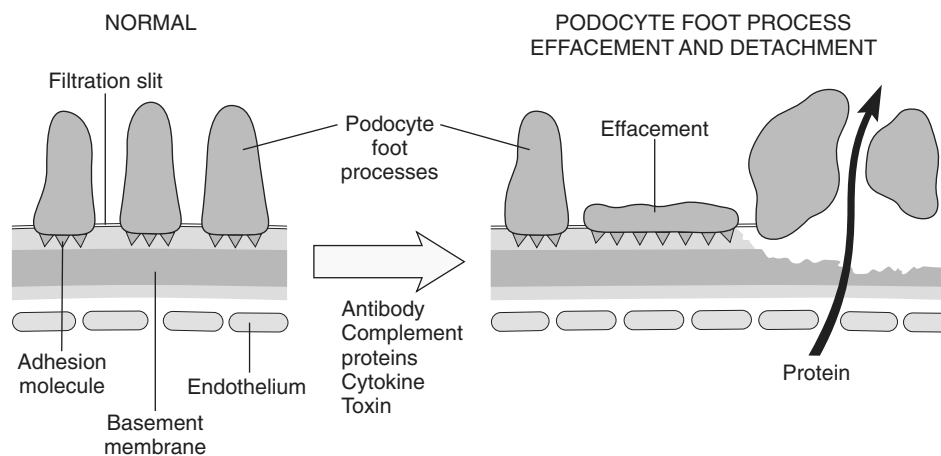 NORMAL
PODOCYTE FOOT PROCESS
EFFACEMENT AND DETACHMENT
Filtration slit
Podocyte
foot
processes
Effacement
Antibody
Complement
proteins
Cytokine
Toxin
Adhesion
molecule
Endothelium
Basement
membrane
Protein